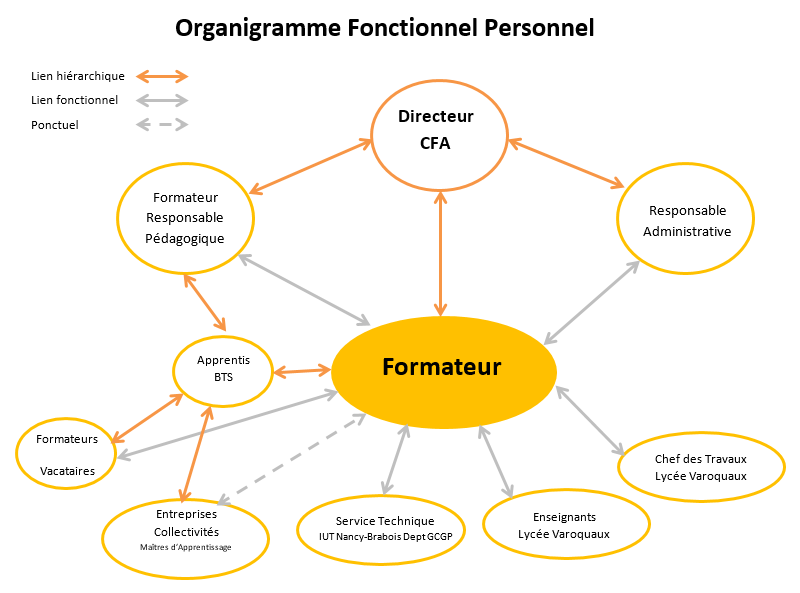 Organigramme Fonctionnel Personnel
Lien hiérarchique
Lien fonctionnel
Ponctuel
Directeur
CFA
Formateur
Responsable
Pédagogique
Responsable
Administrative
Apprentis
BTS
Formateur
Formateurs
Vacataires
Chef des Travaux
Lycée Varoquaux
Entreprises
Collectivités
Maîtres d'Apprentissage
Service Technique
IUT Nancy-Brabois Dept GCGP
Enseignants
Lycée Varoquaux